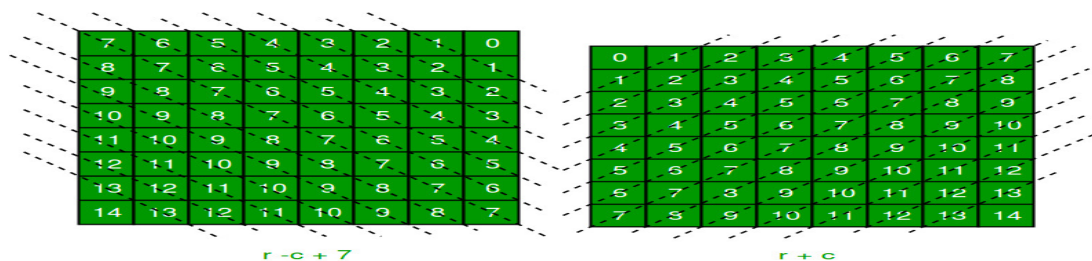 7 6 5 4 3 2 1 0
8 7 6 5 4 3 2 1
9 8 7 6 5 4 3 2
10 9 8 7 6 5 4 3
11 10 9 8 7 6 5 4
12 11 10 9 8 7 6 5
13 12 11 10 9 8 7 6
14 13 12 11 10 9 8 7
r -c + 7
0 1 2 3 4 5 6 7
1 2 3 4 5 6 7 8
2 3 4 5 6 7 8 9
3 4 5 6 7 8 9 10
4 5 6 7 8 9 10 11
5 6 7 8 9 10 11 12
6 7 8 9 10 11 12 13
7 8 9 10 11 12 13 14
r + c